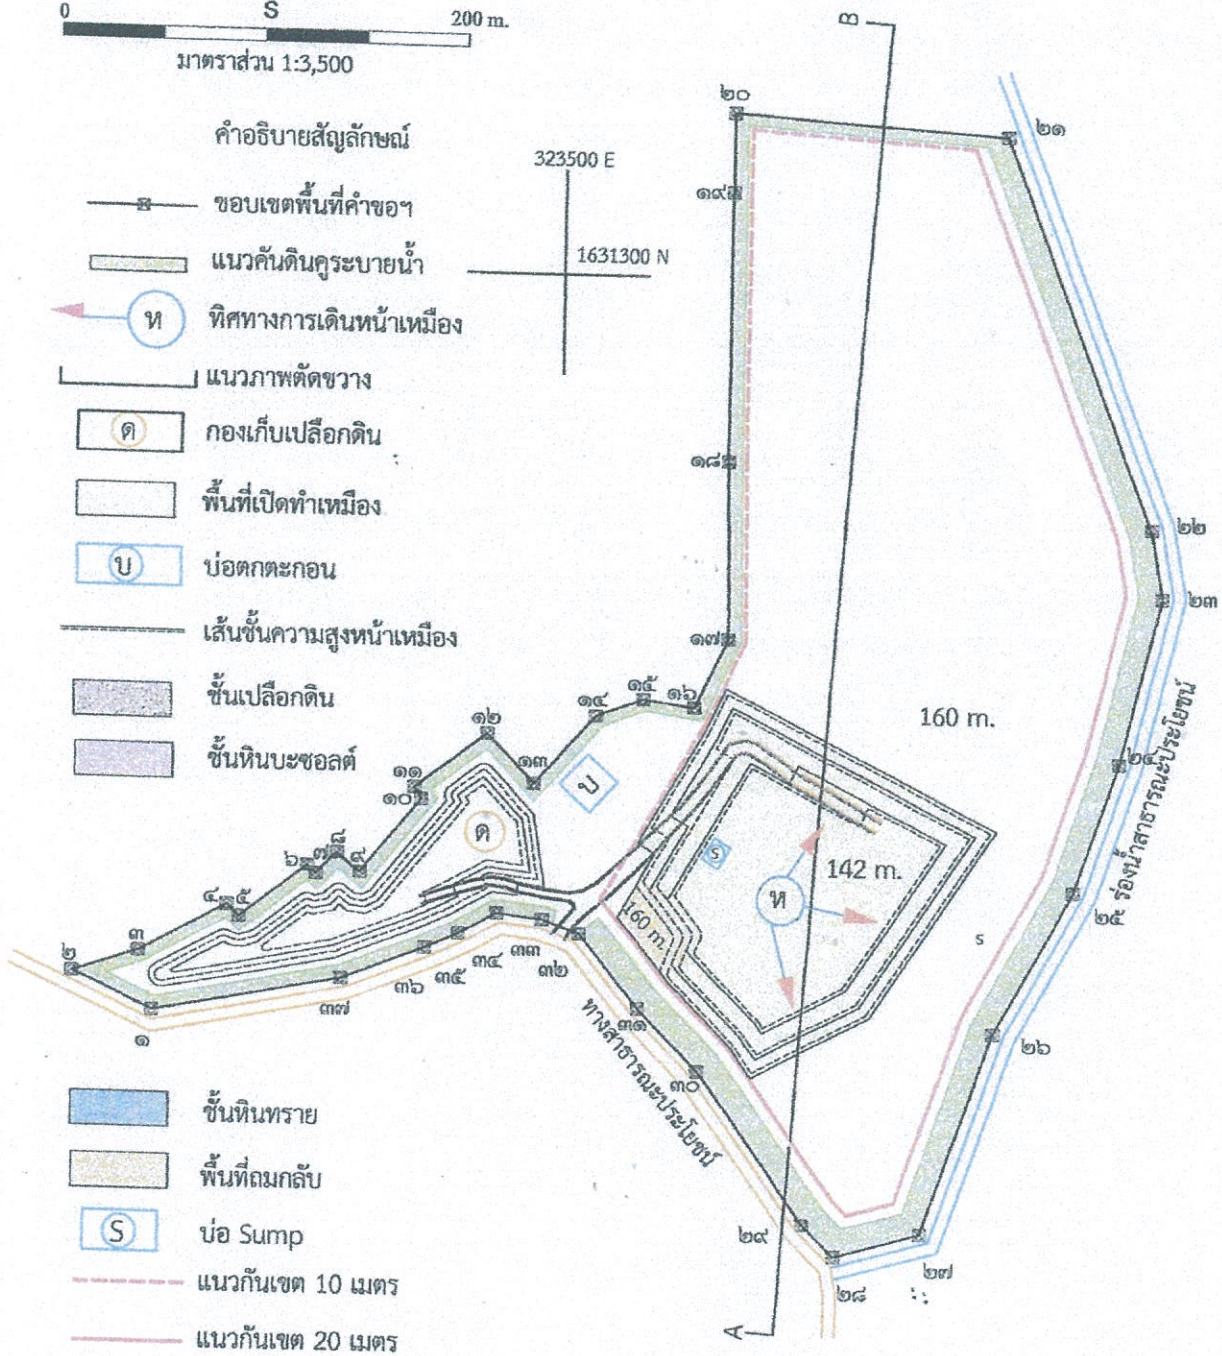 0 S 200 m.
มาตราส่วน 1:3,500
คำอธิบายสัญลักษณ์
ขอบเขตพื้นที่คำขอฯ
แนวคันดินคูระบายน้ำ
ห ทิศทางการเดินหน้าเหมือง
แนวภาพตัดขวาง
ด กองเก็บเปลือกดิน
พื้นที่เปิดทำเหมือง
บ บ่อตกตะกอน
เส้นชั้นความสูงหน้าเหมือง
ชั้นเปลือกดิน
ชั้นหินบะซอลต์
ชั้นหินทราย
พื้นที่ถมกลับ
S บ่อ Sump
แนวกันเขต 10 เมตร
แนวกันเขต 20 เมตร
323500 E
1631300 N
B
๒๐
๒๑
๑๙
๑๘
๒๒
๒๓
๑๗
๑๖
๑๕
๑๔
๑๒
๑๓
๑๑
๑๐
160 m.
๒๔
บ
ด
๘
๗
๖
๙
S
142 m.
ห
๔
๕
160 m.
๒๕
ร่องน้ำสาธารณะประโยชน์
s
๓
๒
๓๓
๓๒
๓๔
๓๕
๓๖
๓๗
๑
๓๑
๓๐
ทางสาธารณะประโยชน์
๒๖
๒๙
๒๗
๒๘
A